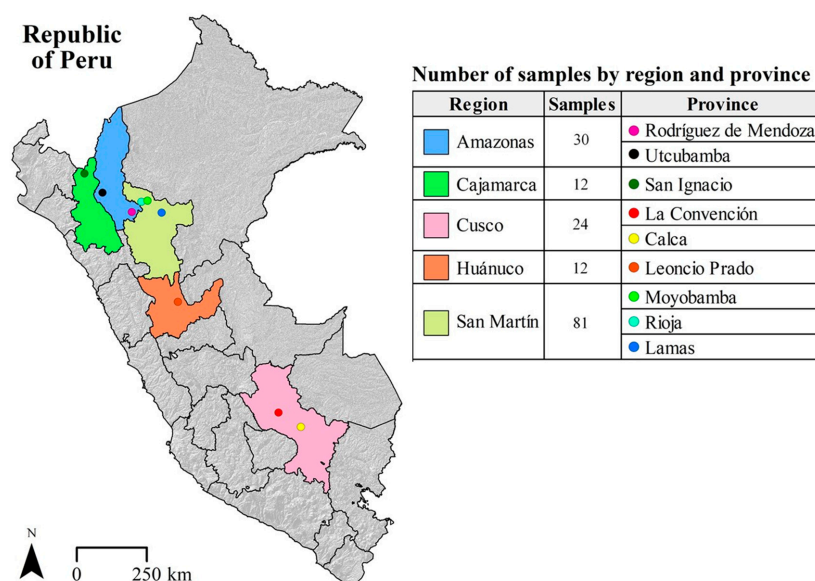 Republic
of Peru
Number of samples by region and province
Region Samples Province
Amazonas 30 Rodríguez de Mendoza
Utcubamba
Cajamarca 12 San Ignacio
Cusco 24 La Convención
Calca
Huánuco 12 Leoncio Prado
San Martín 81 Moyobamba
Rioja
Lamas
N
0 250 km